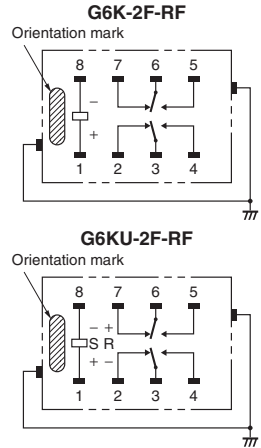 G6K-2F-RF
Orientation mark
8 7 6 5
−
+
1 2 3 4
G6KU-2F-RF
Orientation mark
8 7 6 5
− +
S R
+ −
1 2 3 4